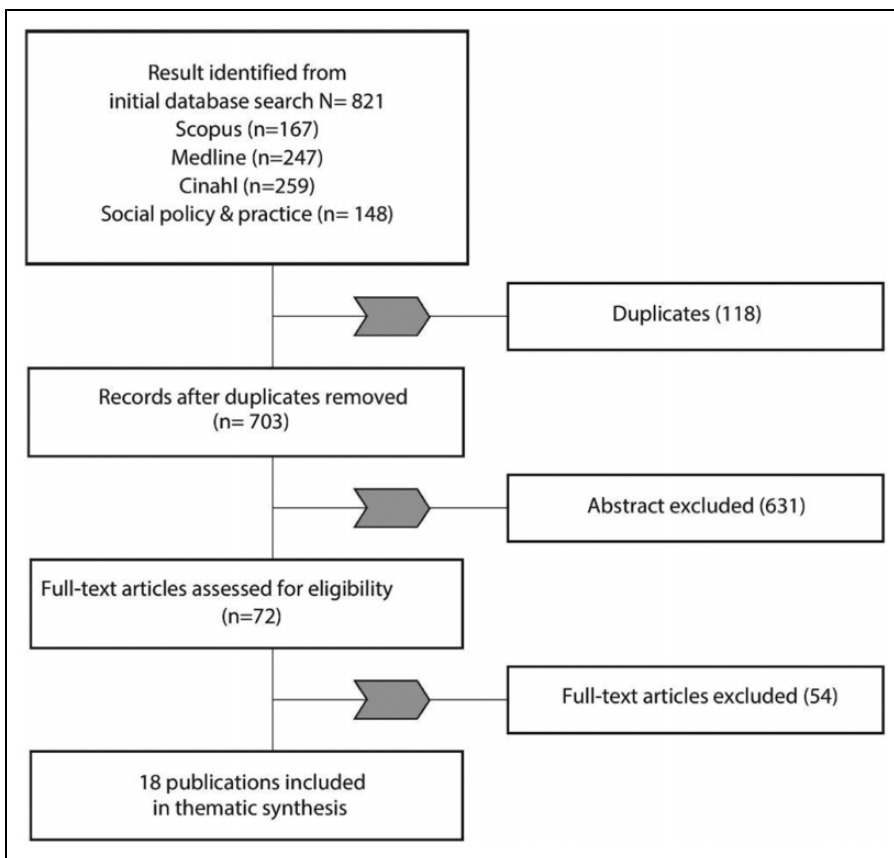 Result identified from
initial database search N= 821
Scopus (n=167)
Medline (n=247)
Cinahl (n=259)
Social policy & practice (n= 148)
Duplicates (118)
Records after duplicates removed
(n= 703)
Abstract excluded (631)
Full-text articles assessed for eligibility
(n=72)
Full-text articles excluded (54)
18 publications included
in thematic synthesis